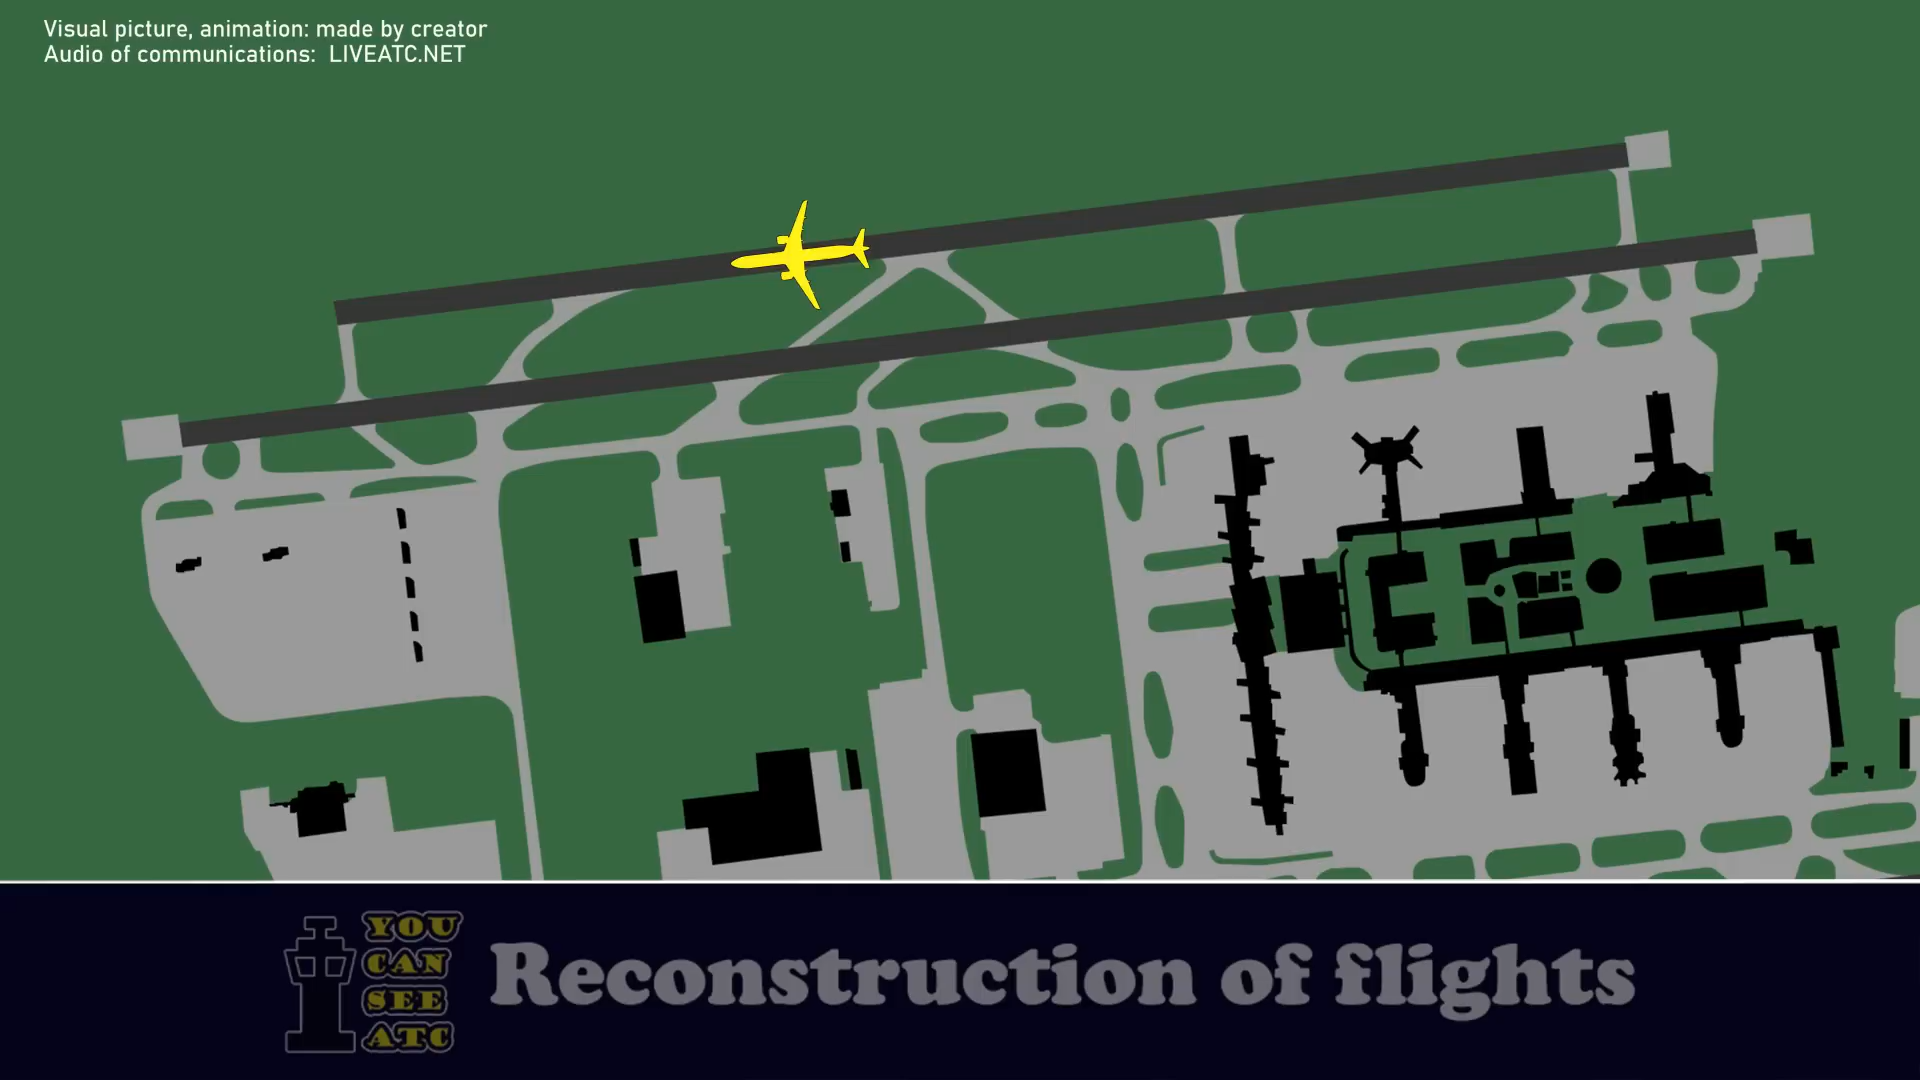 Visual picture, animation: made by creator
Audio of communications: LIVEATC.NET
YOU
CAN
SEE
ATC
Reconstruction of flights